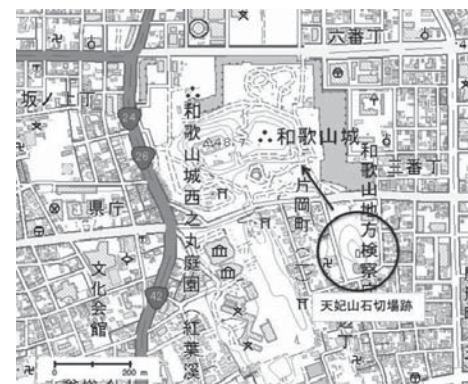 六番丁
坂ノ上丁
24
26
和歌山城西之丸庭園（紅葉渓
48.7
和歌山城
三番丁
和歌山地方検察庁
片岡町（二）
県庁
文化会館
42
天妃山石切場跡
200 m